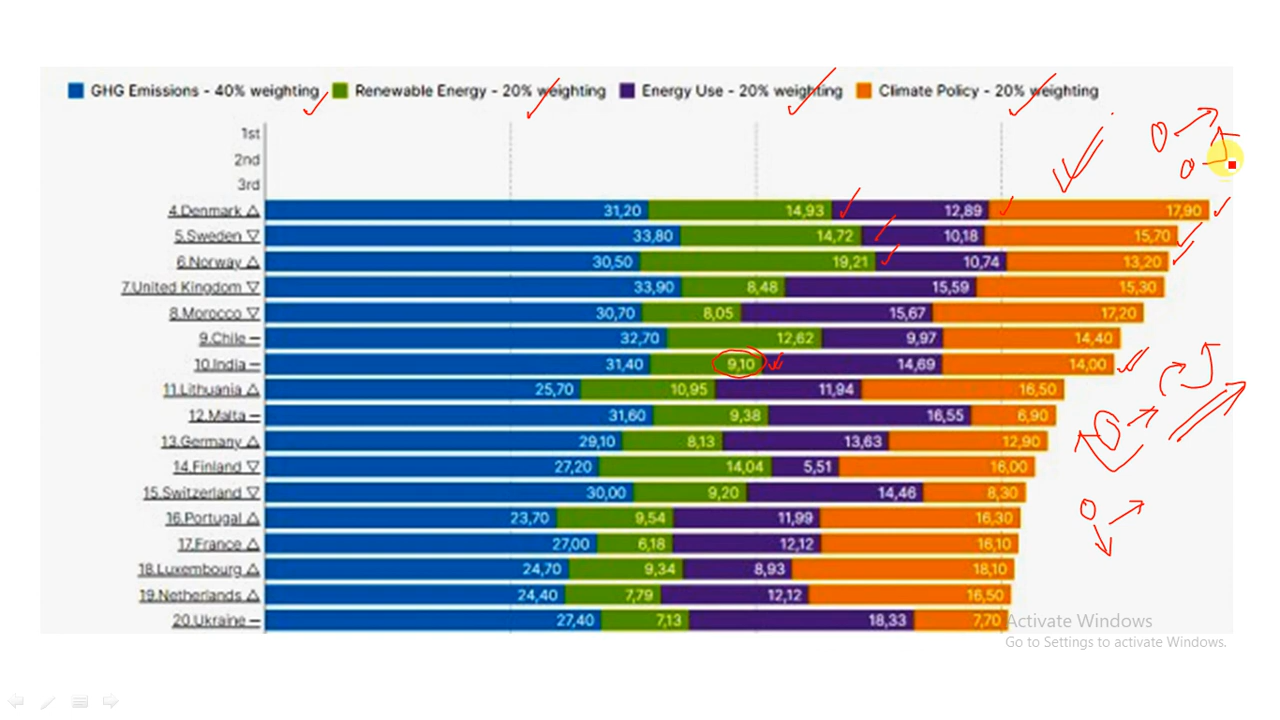 GHG Emissions - 40% weighting Renewable Energy - 20% weighting Energy Use - 20% weighting Climate Policy - 20% weighting
1st
2nd
3rd
4.Denmark △ 31,20 14,93 12,89 17,90
5.Sweden ▽ 33,80 14,72 10,18 15,70
6.Norway △ 30,50 19,21 10,74 13,20
7.United Kingdom ▽ 33,90 8,48 15,59 15,30
8.Morocco ▽ 30,70 8,05 15,67 17,20
9.Chile – 32,70 12,62 9,97 14,40
10.India – 31,40 9,10 14,69 14,00
11.Lithuania △ 25,70 10,95 11,94 16,50
12.Malta – 31,60 9,38 16,55 6,90
13.Germany △ 29,10 8,13 13,63 12,90
14.Finland ▽ 27,20 14,04 5,51 16,00
15.Switzerland ▽ 30,00 9,20 14,46 8,30
16.Portugal △ 23,70 9,54 11,99 16,30
17.France △ 27,00 6,18 12,12 16,10
18.Luxembourg △ 24,70 9,34 8,93 18,10
19.Netherlands △ 24,40 7,79 12,12 16,50
20.Ukraine – 27,40 7,13 18,33 7,70
Activate Windows
Go to Settings to activate Windows.